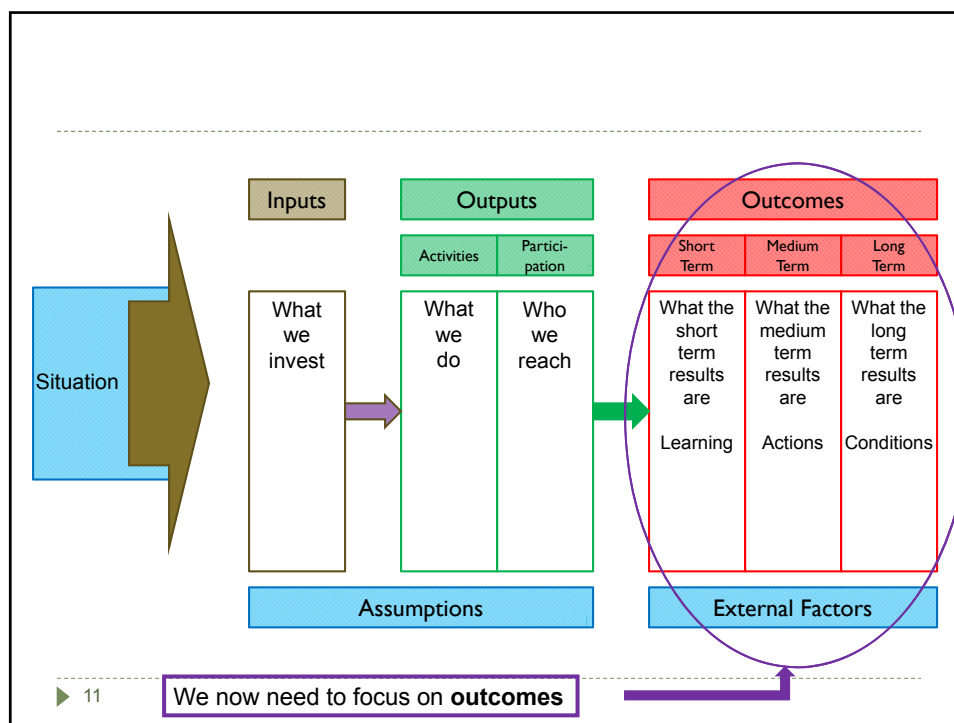 Inputs
Outputs
Outcomes
Activities
Partici-
pation
Short
Term
Medium
Term
Long
Term
Situation
What
we
invest
What
we
do
Who
we
reach
What the
short
term
results
are
Learning
What the
medium
term
results
are
Actions
What the
long
term
results
are
Conditions
Assumptions
External Factors
11
We now need to focus on outcomes